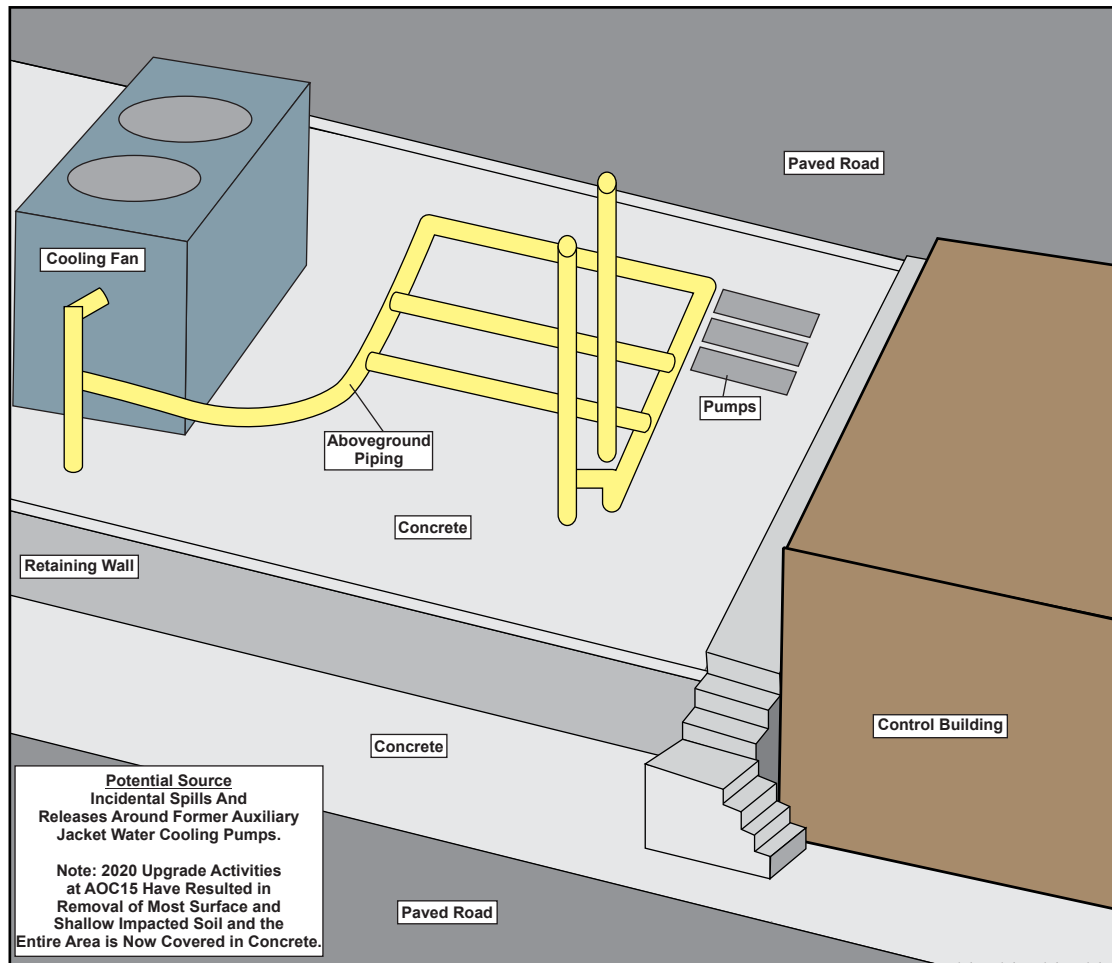 Paved Road
Cooling Fan
Pumps
Aboveground
Piping
Concrete
Retaining Wall
Control Building
Concrete
Potential Source
Incidental Spills And
Releases Around Former Auxiliary
Jacket Water Cooling Pumps.
Note: 2020 Upgrade Activities
at AOC15 Have Resulted in
Removal of Most Surface and
Shallow Impacted Soil and the
Entire Area is Now Covered in Concrete.
Paved Road